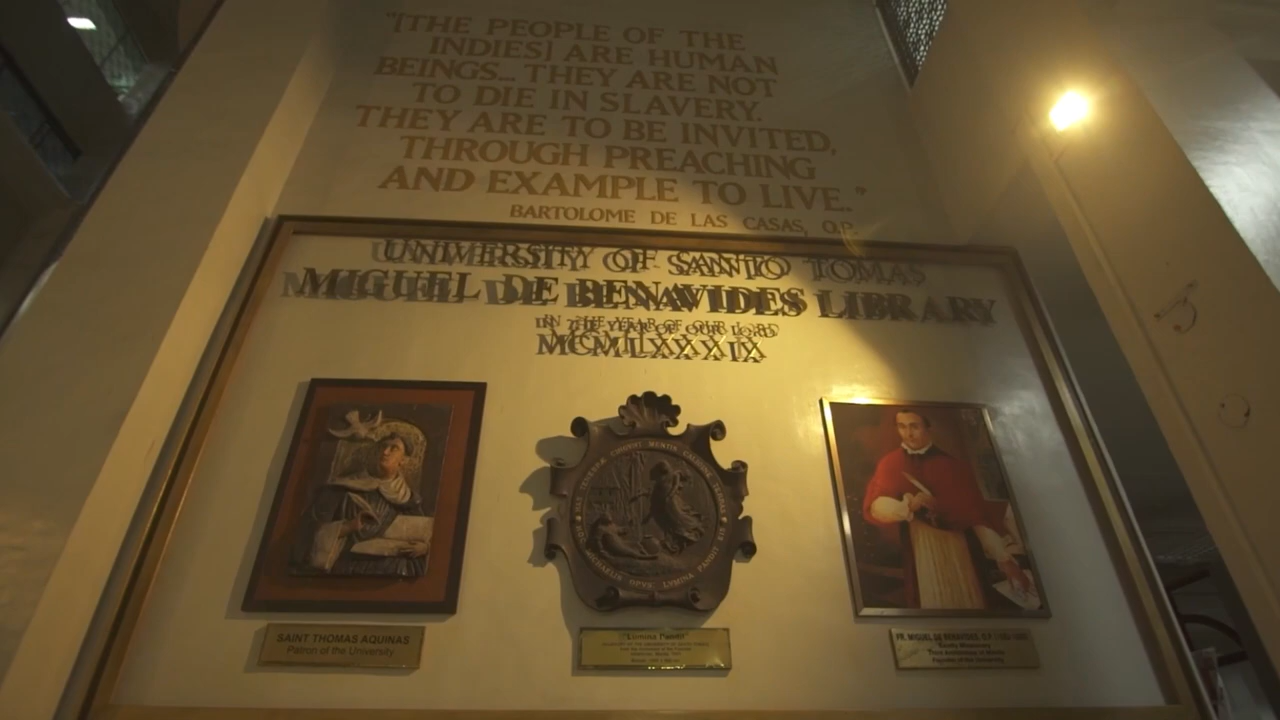 "[THE PEOPLE OF THE
INDIES] ARE HUMAN
BEINGS... THEY ARE NOT
TO DIE IN SLAVERY.
THEY ARE TO BE INVITED,
THROUGH PREACHING
AND EXAMPLE TO LIVE."
BARTOLOME DE LAS CASAS, O.P.
UNIVERSITY OF SANTO TOMAS
MIGUEL DE BENAVIDES LIBRARY
IN THE YEAR OF OUR LORD
MCMLXXXIX
SAINT THOMAS AQUINAS
Patron of the University
"Lumina Pandit"
FR. MIGUEL DE BENAVIDES, O.P.
Founder of the University